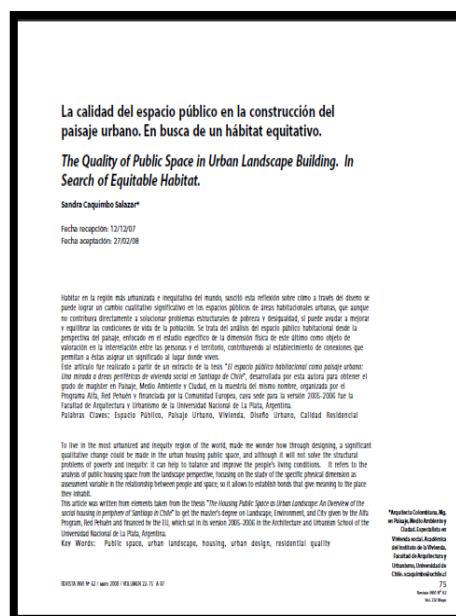 La calidad del espacio público en la construcción del
paisaje urbano. En busca de un hábitat equitativo.
The Quality of Public Space in Urban Landscape Building. In
Search of Equitable Habitat.
Sandra Caquimbo Salazar*
Fecha recepción: 12/12/07
Fecha aceptación: 27/02/08
Habitar en la región más urbanizada e inequitativa del mundo, suscitó esta reflexión sobre cómo a través del diseño se
puede lograr un cambio cualitativo significativo en los espacios públicos de áreas habitacionales urbanas, que aunque
no contribuya directamente a solucionar problemas estructurales de pobreza y desigualdad, si puede ayudar a mejorar
y equilibrar las condiciones de vida de la población. Se trata del análisis del espacio público habitacional desde la
perspectiva del paisaje, enfocado en el estudio específico de la dimensión física de este último como objeto de
valoración en la interrelación entre las personas y el territorio, contribuyendo al establecimiento de conexiones que
permitan a éstas asignar un significado al lugar donde viven.
Este artículo fue realizado a partir de un extracto de la tesis "El espacio público habitacional como paisaje urbano:
Una mirada a áreas periféricas de vivienda social en Santiago de Chile", desarrollada por esta autora para obtener el
grado de magíster en Paisaje, Medio Ambiente y Ciudad, en la maestría del mismo nombre, organizada por el
Programa Alfa, Red Pehuén y financiada por la Comunidad Europea, cuya sede para la versión 2005-2006 fue la
Facultad de Arquitectura y Urbanismo de la Universidad Nacional de La Plata, Argentina.
Palabras Claves: Espacio Público, Paisaje Urbano, Vivienda, Diseño Urbano, Calidad Residencial
To live in the most urbanized and inequity region of the world, made me wonder how through designing, a significant
qualitative change could be made in the urban housing public space, and although it will not solve the structural
problems of poverty and inequity: it can help to balance and improve the people's living conditions. It refers to the
analysis of public housing space from the landscape perspective, focusing on the study of the specific physical dimension as
assessment variable in the relationship between people and space; so it allows to establish bonds that give meaning to the place
they inhabit.
This article was written from elements taken from the thesis "The Housing Public Space as Urban Landscape: An Overview of the
social housing in periphery of Santiago in Chile" to get the master's degree on Landscape, Environment, and City given by the Alfa
Program, Red Pehuén and financed by the EU, which sat in its version 2005-2006 in the Architecture and Urbanism School of the
Universidad Nacional de La Plata, Argentina.
Key Words: Public space, urban landscape, housing, urban design, residential quality
*Arquitecta Colombiana, Mg.
en Paisaje, Medio Ambiente y
Ciudad. Especialista en
Vivienda social. Académica
del Instituto de la Vivienda,
Facultad de Arquitectura y
Urbanismo, Universidad de
Chile. scaquimbo@uchile.cl
REVISTA INVI Nº 62 / mayo 2008 / VOLUMEN 22: 75 A 97
75
Revista INVI Nº 62
Vol. 23/ Mayo